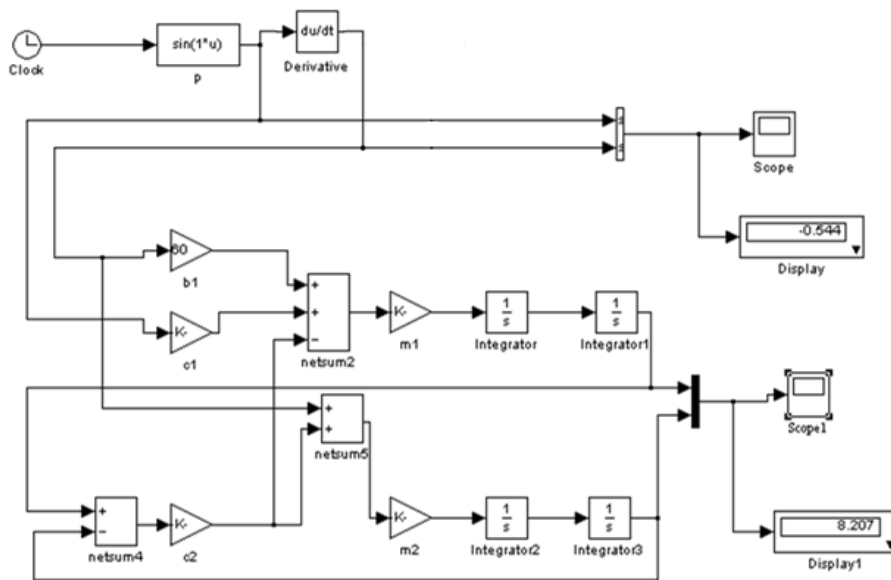 sin(1*u)
du/dt
Clock
p
Derivative
Scope
-0.544
Display
60
b1
+
+
-
K-
c1
netsum2
K-
m1
1
s
Integrator
1
s
Integrator1
+
+
netsum5
Scope1
+
-
netsum4
K-
c2
K-
m2
1
s
Integrator2
1
s
Integrator3
8.207
Display1